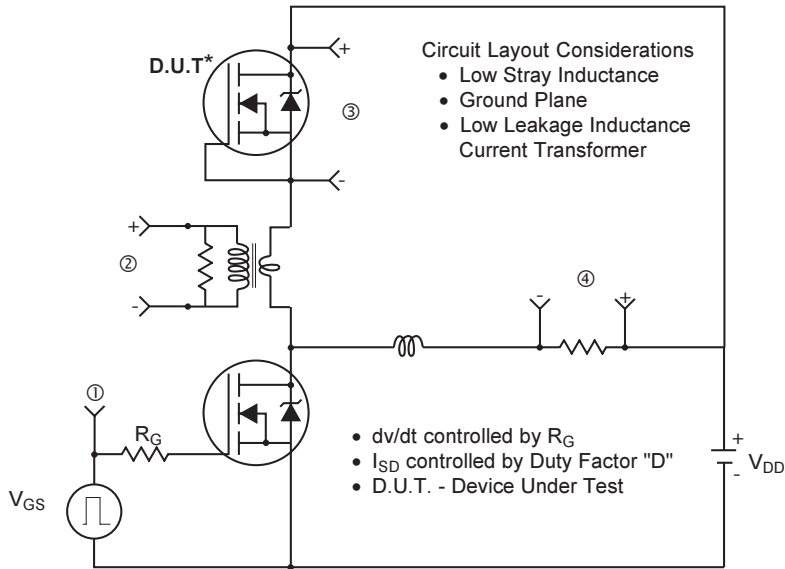 D.U.T*
+
-
③
Circuit Layout Considerations
• Low Stray Inductance
• Ground Plane
• Low Leakage Inductance
Current Transformer
+
②
-
④
-
+
①
RG
VGS
• dv/dt controlled by RG
• ISD controlled by Duty Factor "D"
• D.U.T. - Device Under Test
+
-
VDD